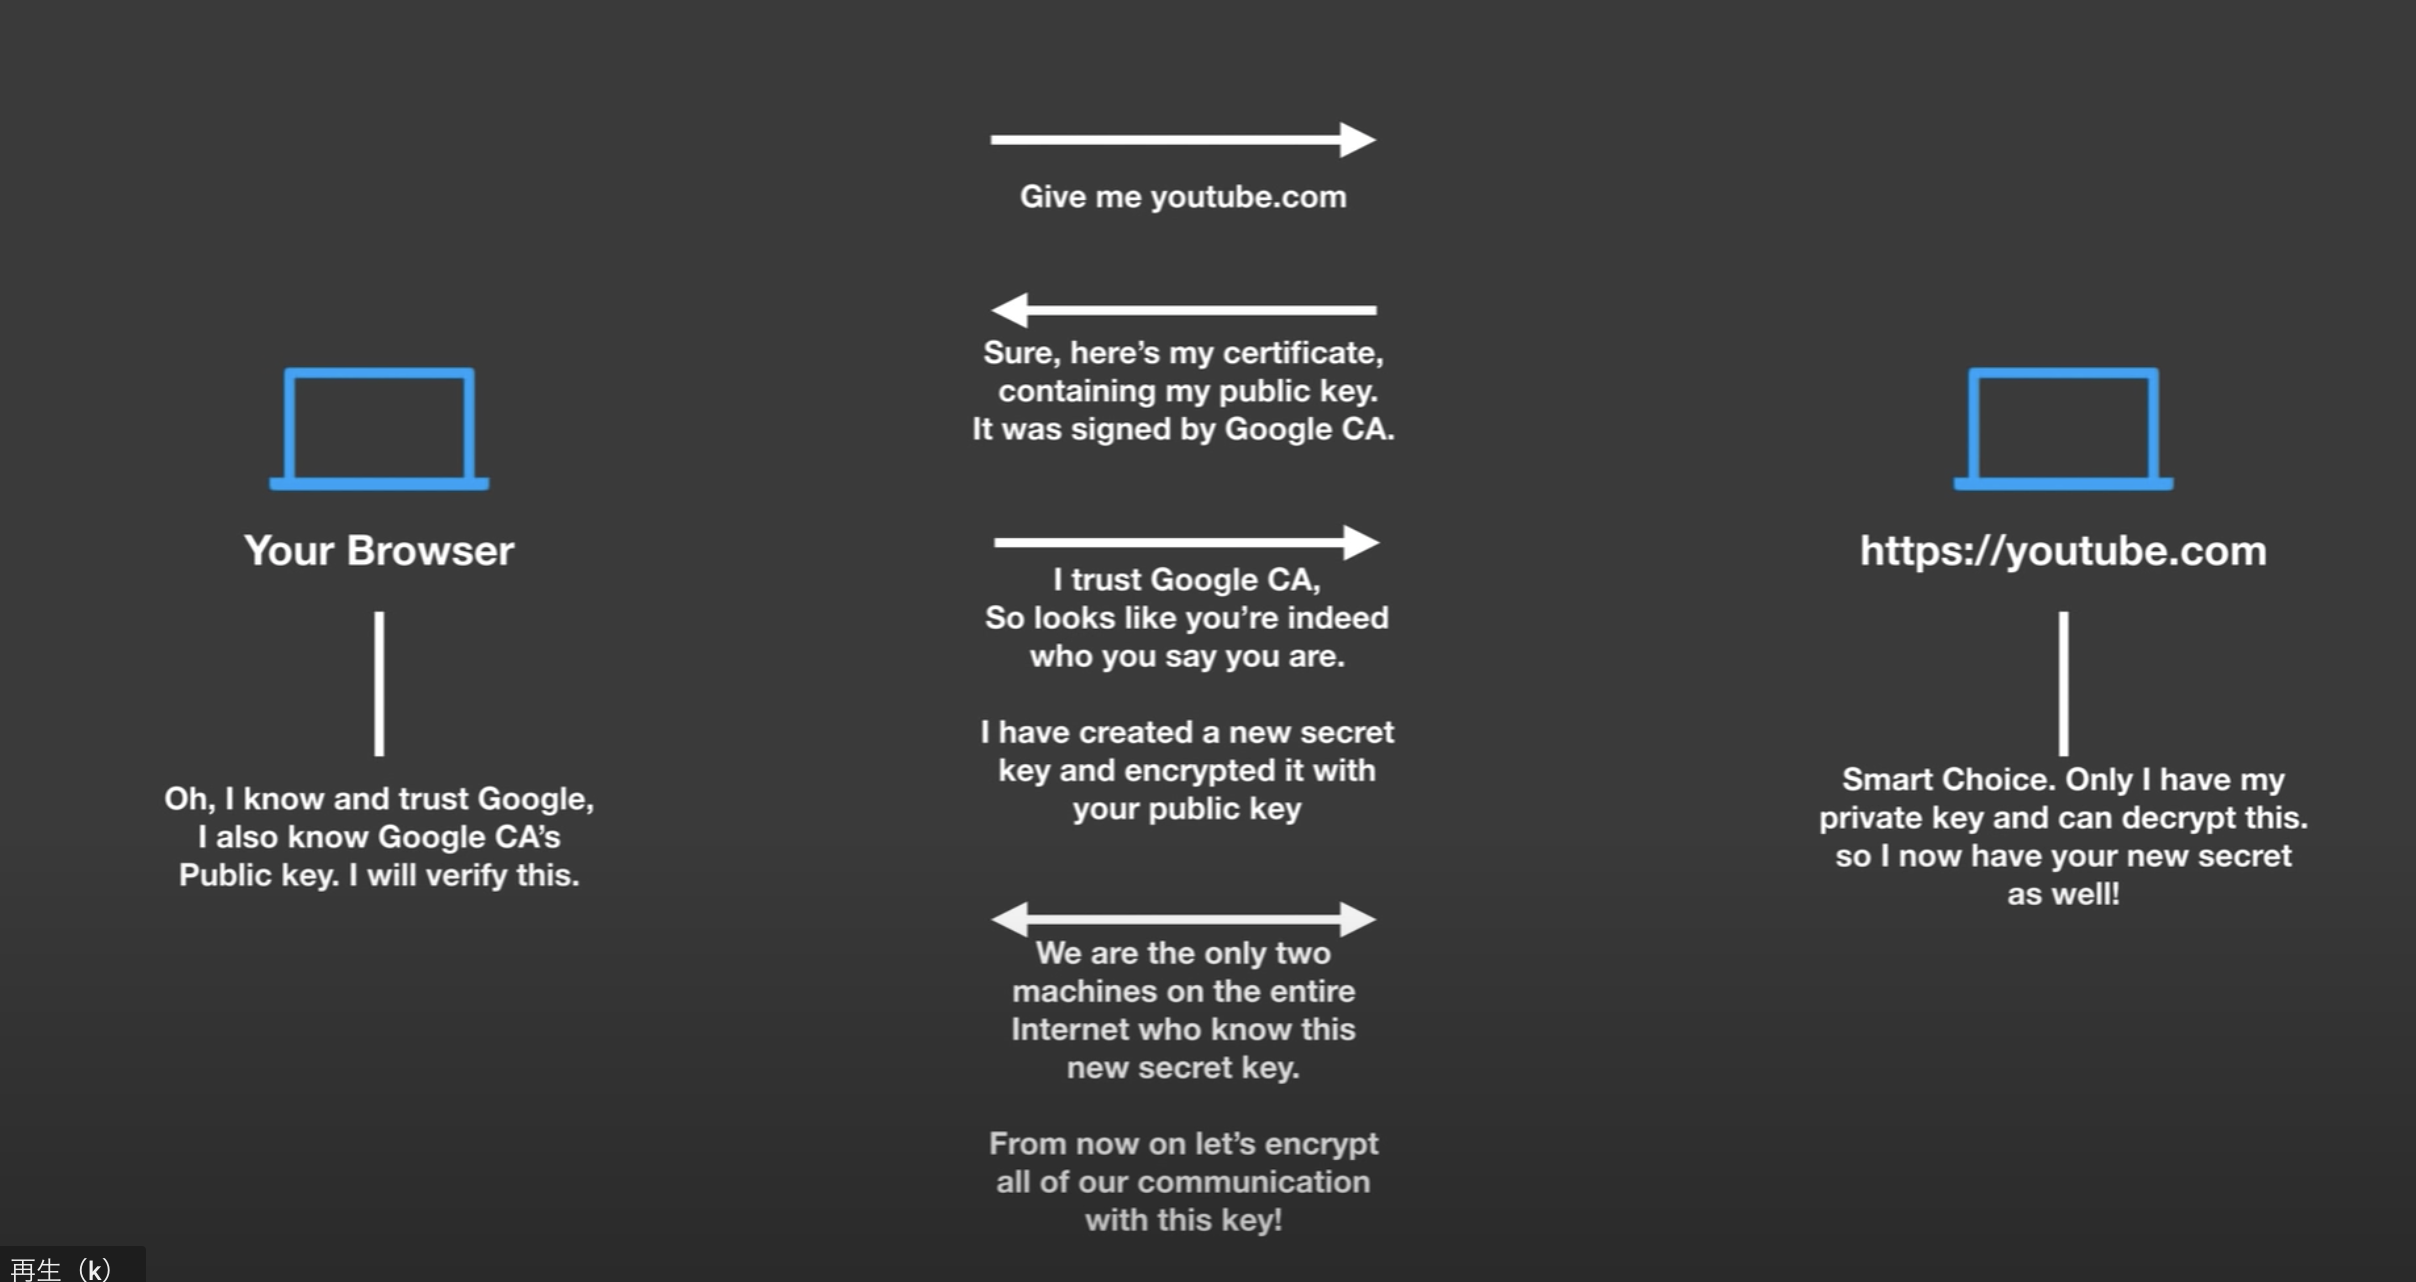 Give me youtube.com
Sure, here’s my certificate,
containing my public key.
It was signed by Google CA.
Your Browser
https://youtube.com
I trust Google CA,
So looks like you’re indeed
who you say you are.
I have created a new secret
key and encrypted it with
your public key
Oh, I know and trust Google,
I also know Google CA’s
Public key. I will verify this.
Smart Choice. Only I have my
private key and can decrypt this.
so I now have your new secret
as well!
We are the only two
machines on the entire
Internet who know this
new secret key.
From now on let’s encrypt
all of our communication
with this key!
再生（k）